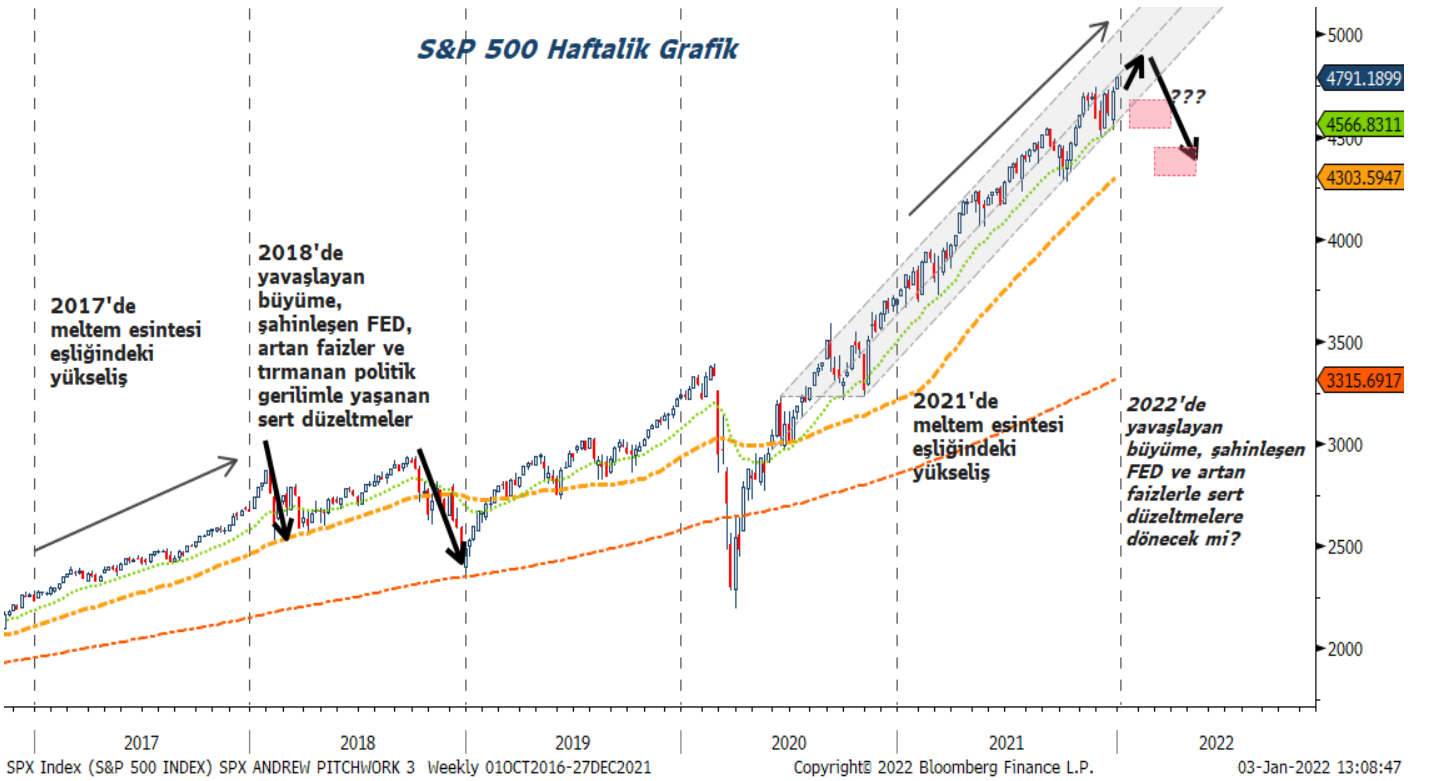 S&P 500 Haftalik Grafik
5000
4791.1899
???
4566.8311
4500
4303.5947
4000
3500
3315.6917
3000
2500
2000
2017'de
meltem esintesi
eşliğindeki
yükseliş
2018'de
yavaşlayan
büyüme,
şahinleşen FED,
artan faizler ve
tırmanan politik
gerilimle yaşanan
sert düzeltmeler
2021'de
meltem esintisi
eşliğindeki
yükseliş
2022'de
yavaşlayan
büyüme, şahinleşen
FED ve artan
faizlerle sert
düzeltmelere
dönecek mi?
2017 2018 2019 2020 2021 2022
SPX Index (S&P 500 INDEX) SPX ANDREW PITCHWORK 3 Weekly 01OCT2016-27DEC2021 Copyright© 2022 Bloomberg Finance L.P. 03-Jan-2022 13:08:47